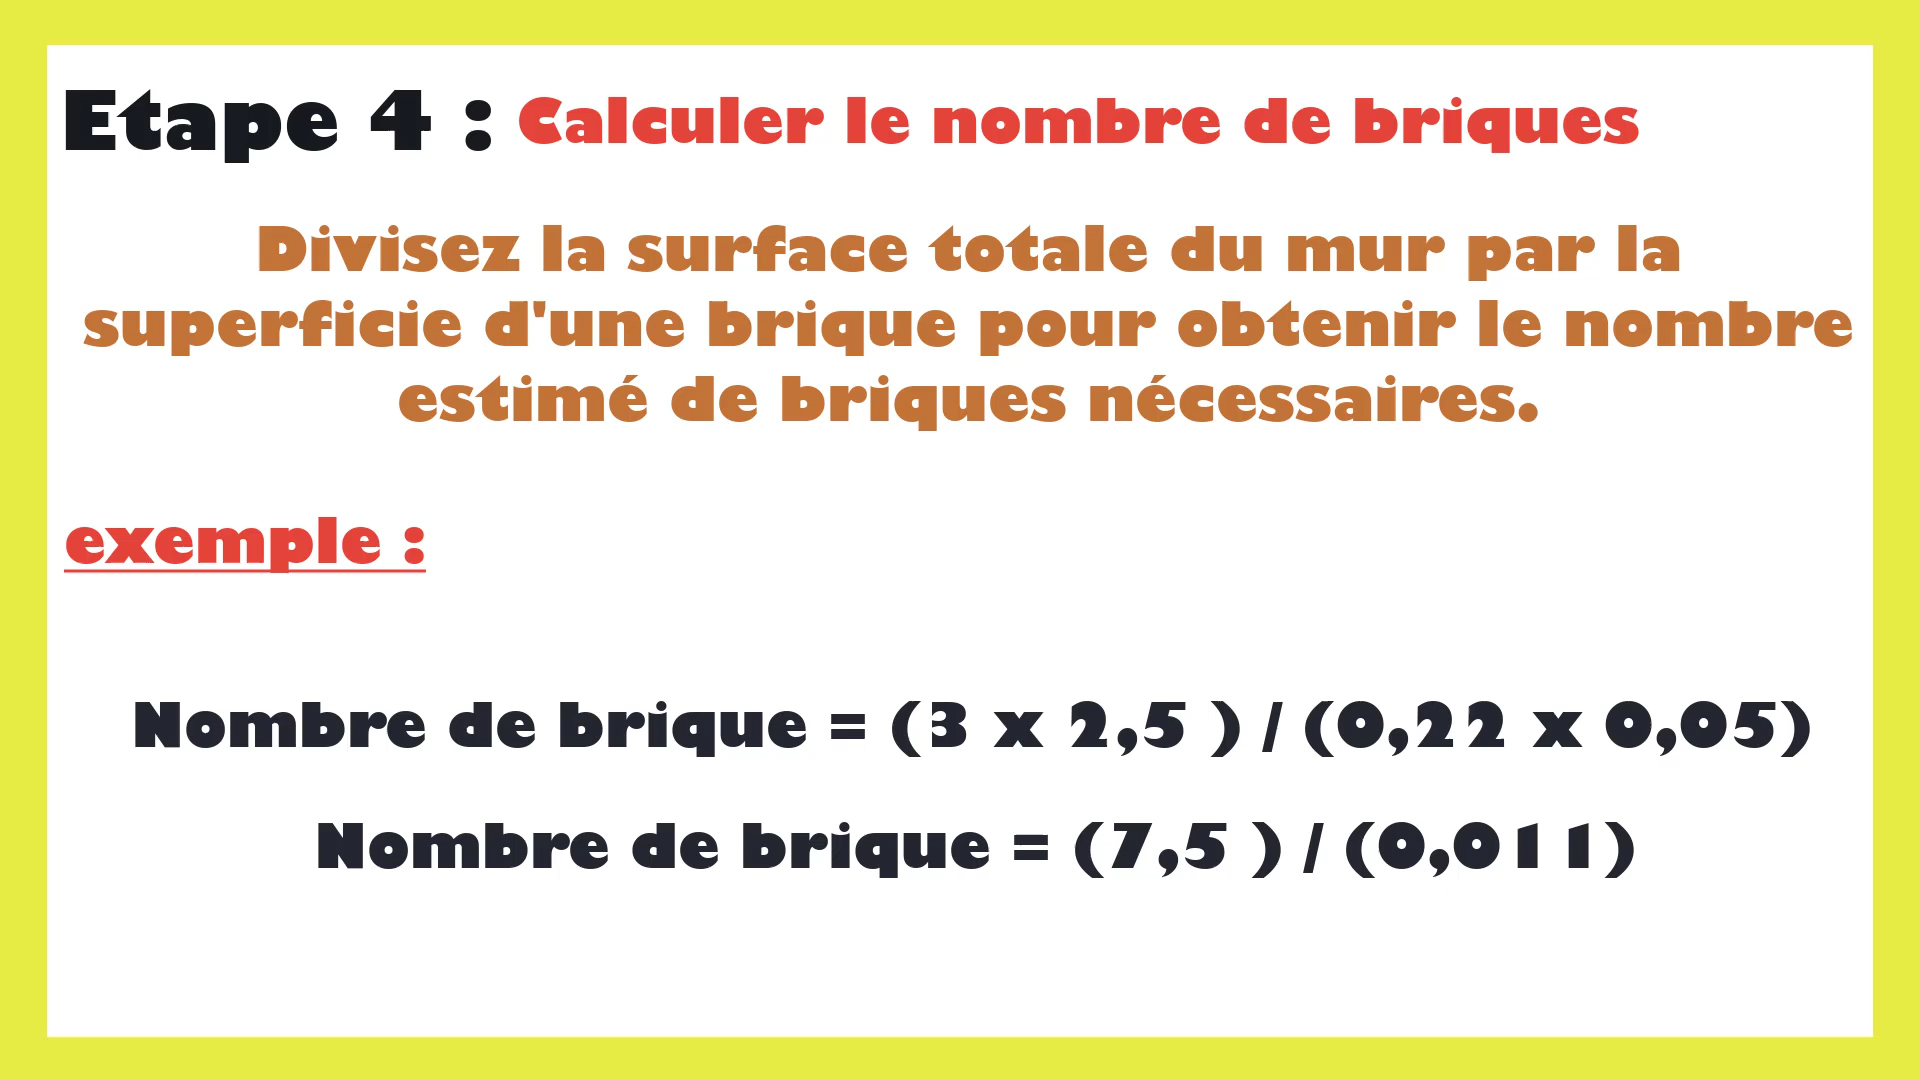 Etape 4 : Calculer le nombre de briques
Divisez la surface totale du mur par la
superficie d'une brique pour obtenir le nombre
estimé de briques nécessaires.
exemple :
Nombre de brique = (3 x 2,5 ) / (0,22 x 0,05)
Nombre de brique = (7,5 ) / (0,011)